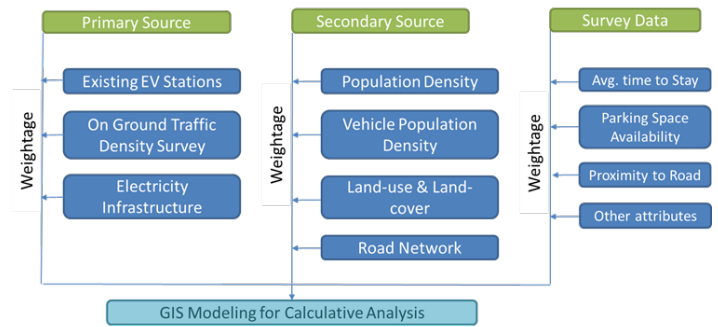 Primary Source
Secondary Source
Survey Data
Weightage
Existing EV Stations
On Ground Traffic
Density Survey
Electricity
Infrastructure
Weightage
Population Density
Vehicle Population
Density
Land-use & Land-
cover
Road Network
Weightage
Avg. time to Stay
Parking Space
Availability
Proximity to Road
Other attributes
GIS Modeling for Calculative Analysis